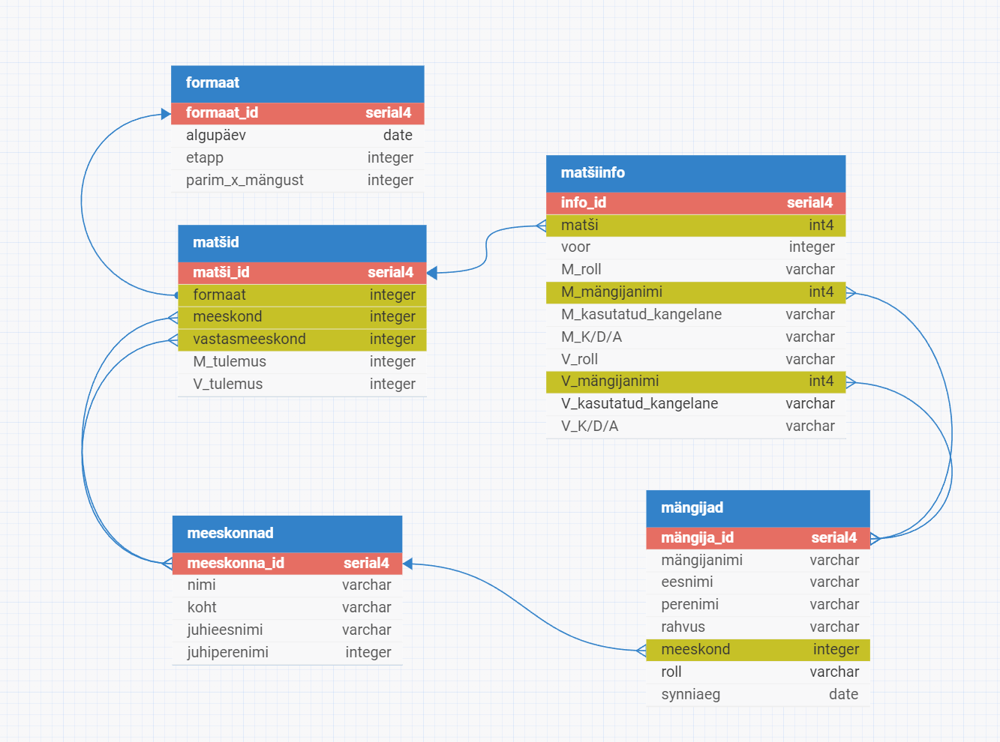 formaat
formaat_id serial4
algupäev date
etapp integer
parim_x_mängust integer
matšid
matši_id serial4
formaat integer
meeskond integer
vastasmeeskond integer
M_tulemus integer
V_tulemus integer
matšiinfo
info_id serial4
matši int4
voor integer
M_roll varchar
M_mängijanimi int4
M_kasutatud_kangelane varchar
M_K/D/A varchar
V_roll varchar
V_mängijanimi int4
V_kasutatud_kangelane varchar
V_K/D/A varchar
meeskonnad
meeskonna_id serial4
nimi varchar
koht varchar
juhieesnimi varchar
juhiperenimi integer
mängijad
mängija_id serial4
mängijanimi varchar
eesnimi varchar
perenimi varchar
rahvus varchar
meeskond integer
roll varchar
synniaeg date